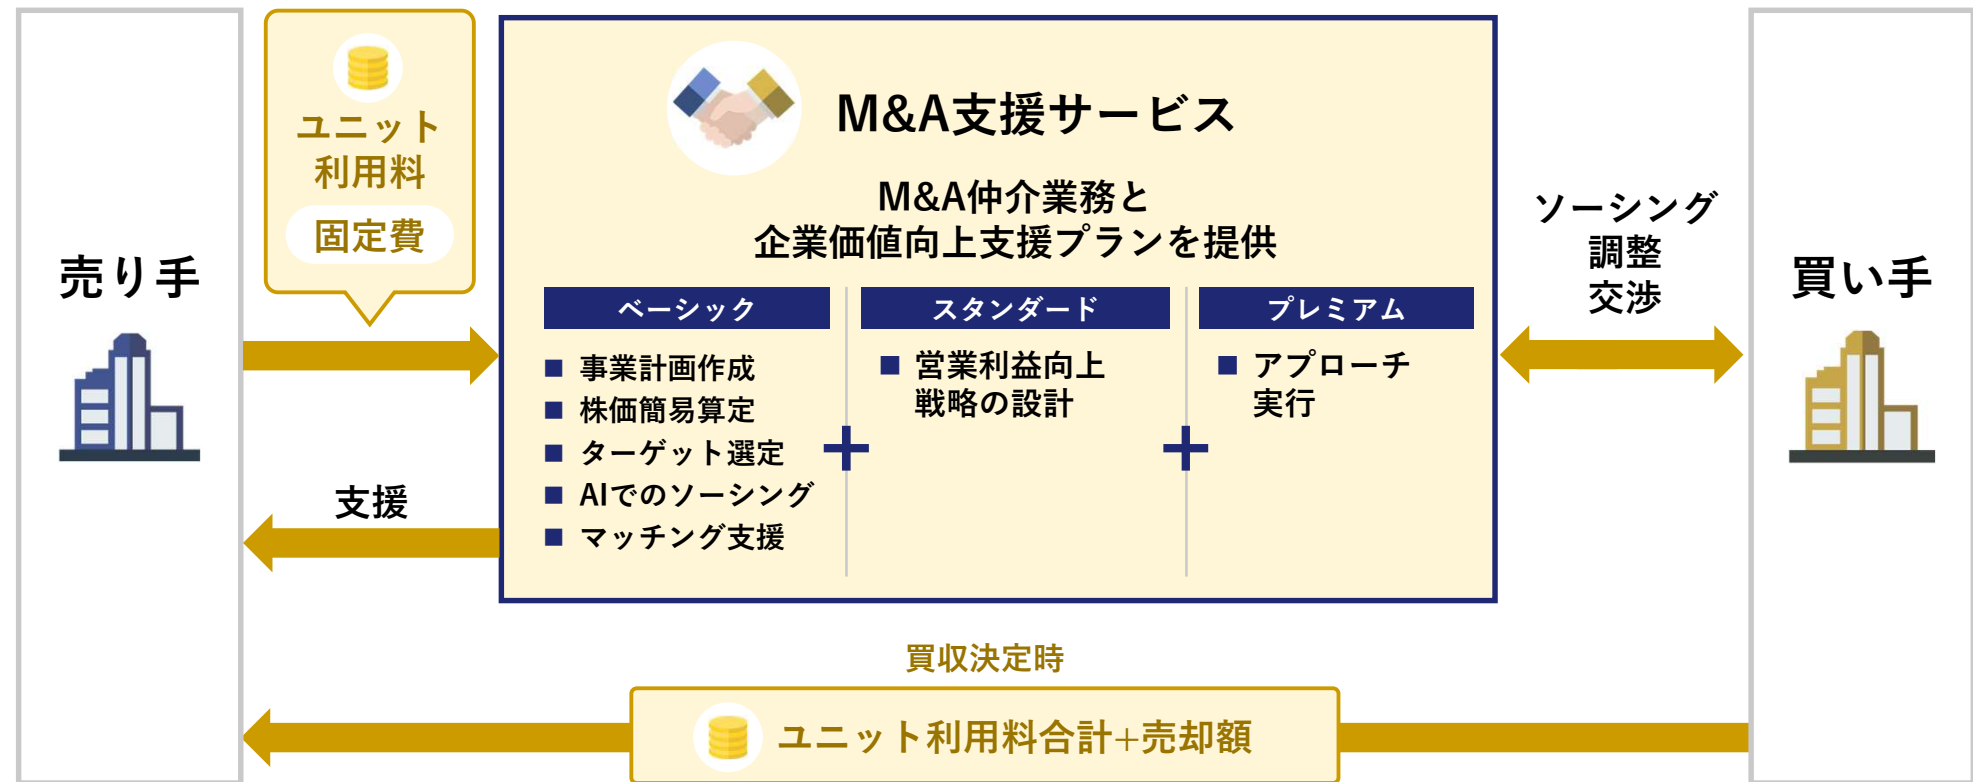 売り手
ユニット
利用料
固定費
支援
M&A支援サービス
M&A仲介業務と
企業価値向上支援プランを提供
ベーシック
■ 事業計画作成
■ 株価簡易算定
■ ターゲット選定
■ AIでのソーシング
■ マッチング支援
+
スタンダード
■ 営業利益向上
戦略の設計
+
プレミアム
■ アプローチ
実行
ソーシング
調整
交渉
買い手
買収決定時
ユニット利用料合計+売却額